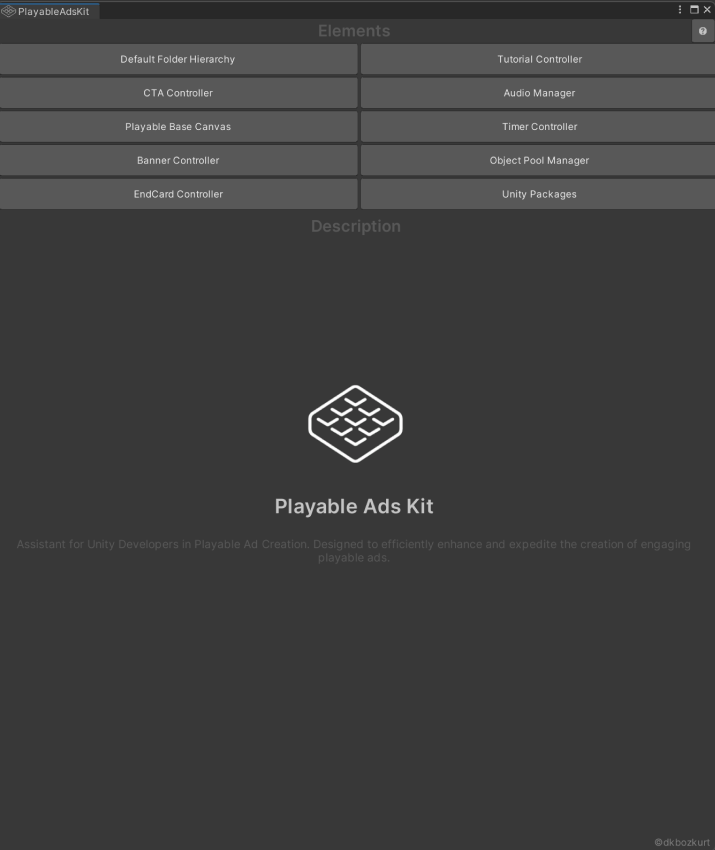 PlayableAdsKit
Elements
?
Default Folder Hierarchy
Tutorial Controller
CTA Controller
Audio Manager
Playable Base Canvas
Timer Controller
Banner Controller
Object Pool Manager
EndCard Controller
Unity Packages
Description
Playable Ads Kit
Assistant for Unity Developers in Playable Ad Creation. Designed to efficiently enhance and expedite the creation of engaging
playable ads.
©dkbozkurt